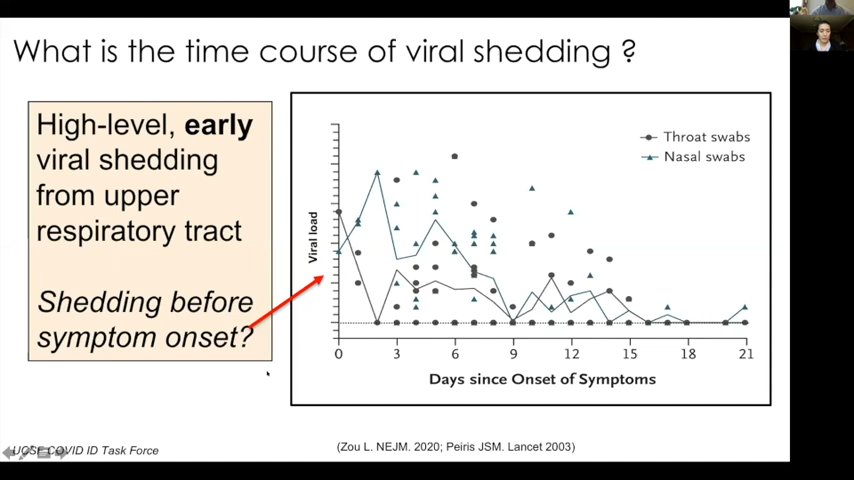 What is the time course of viral shedding ?
High-level, early
viral shedding
from upper
respiratory tract
Shedding before
symptom onset?
Throat swabs
Nasal swabs
Viral load
0 3 6 9 12 15 18 21
Days since Onset of Symptoms
UCSF COVID ID Task Force
(Zou L. NEJM. 2020; Peiris JSM. Lancet 2003)